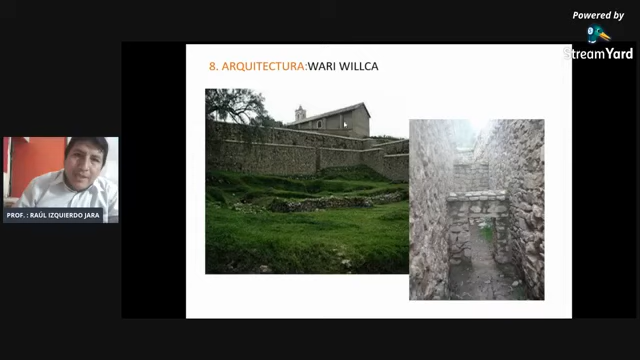 Powered by
StreamYard
8. ARQUITECTURA:WARI WILLCA
PROF. : RAÚL IZQUIERDO JARA